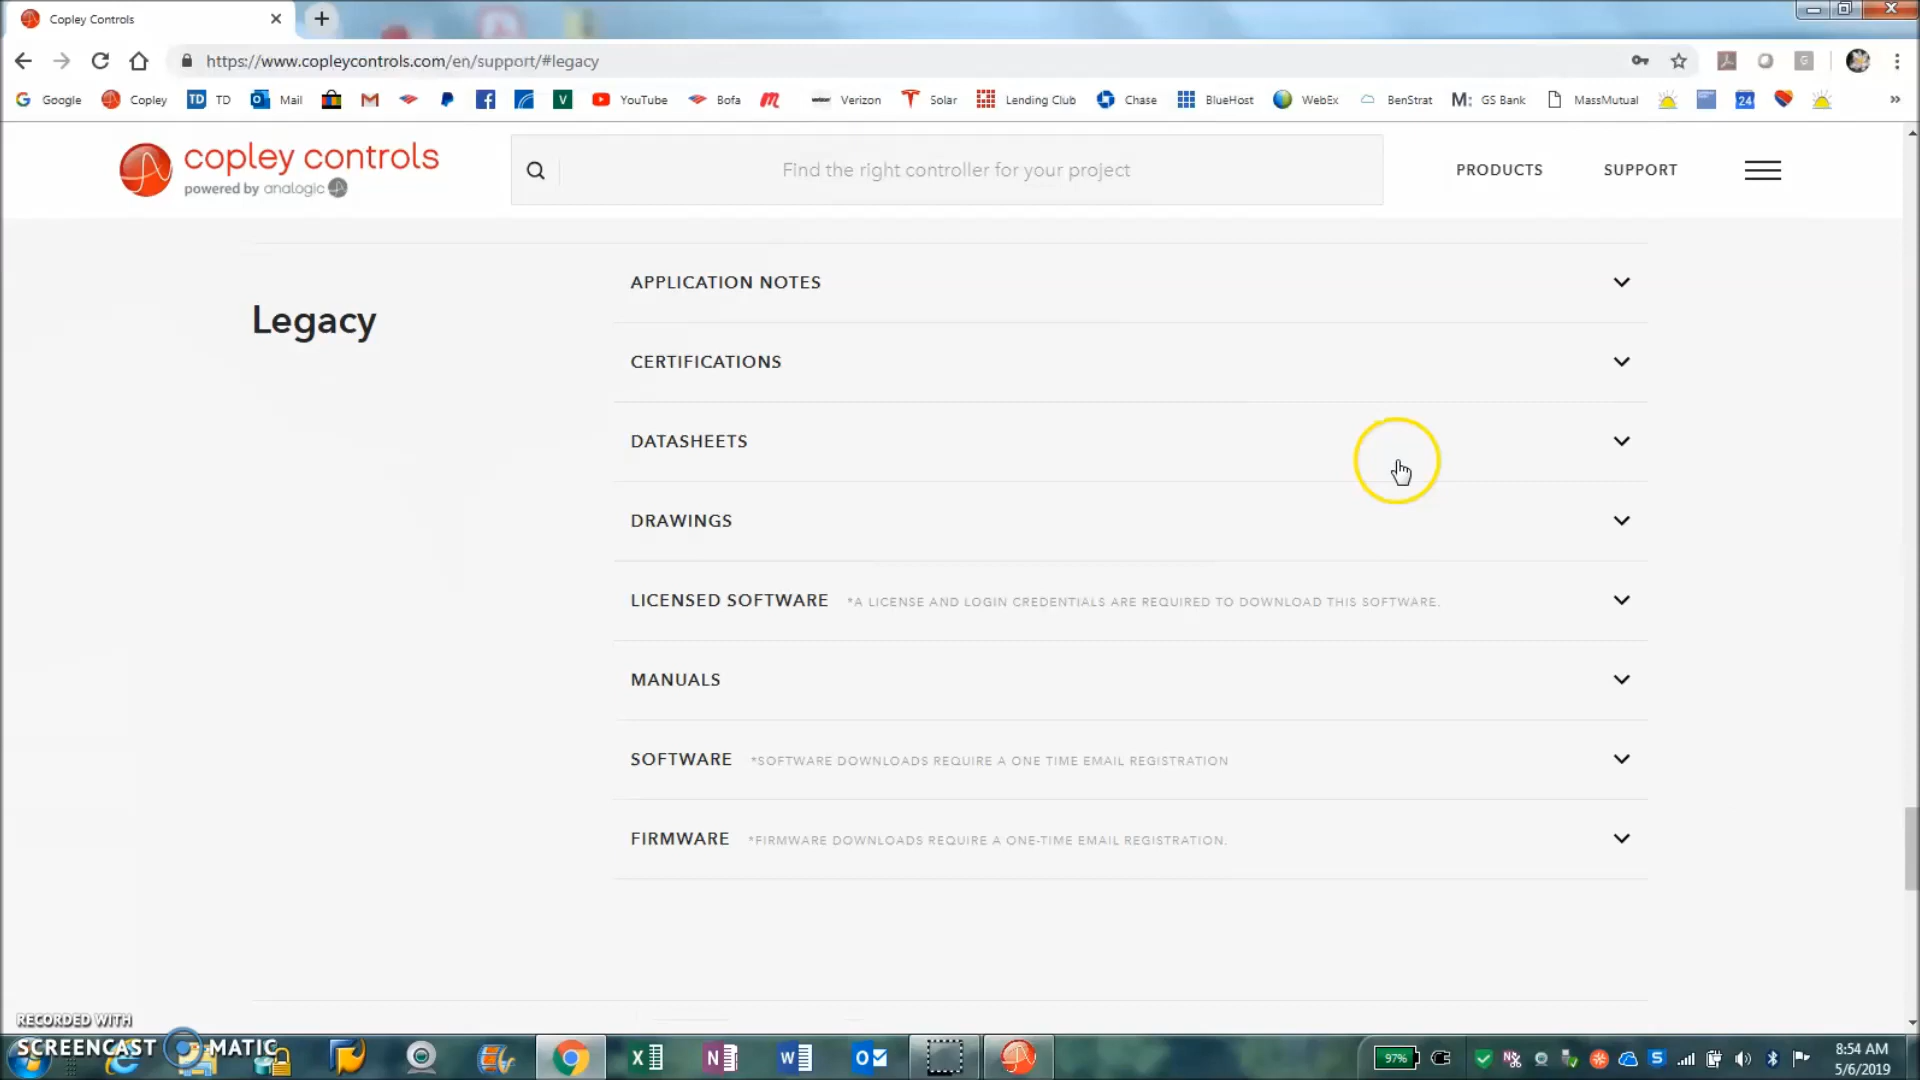 Copley Controls
https://www.copleycontrols.com/en/support/#legacy
G Google Copley TD TD Mail YouTube Bofa Verizon Solar Lending Club Chase BlueHost WebEx BenStrat M: GS Bank MassMutual 24 »
copley controls
powered by analogic
Find the right controller for your project
PRODUCTS SUPPORT
Legacy
APPLICATION NOTES
CERTIFICATIONS
DATASHEETS
DRAWINGS
LICENSED SOFTWARE *A LICENSE AND LOGIN CREDENTIALS ARE REQUIRED TO DOWNLOAD THIS SOFTWARE.
MANUALS
SOFTWARE *SOFTWARE DOWNLOADS REQUIRE A ONE TIME EMAIL REGISTRATION
FIRMWARE *FIRMWARE DOWNLOADS REQUIRE A ONE-TIME EMAIL REGISTRATION.
RECORDED WITH
SCREENCAST MATIC
97%
8:54 AM
5/6/2019